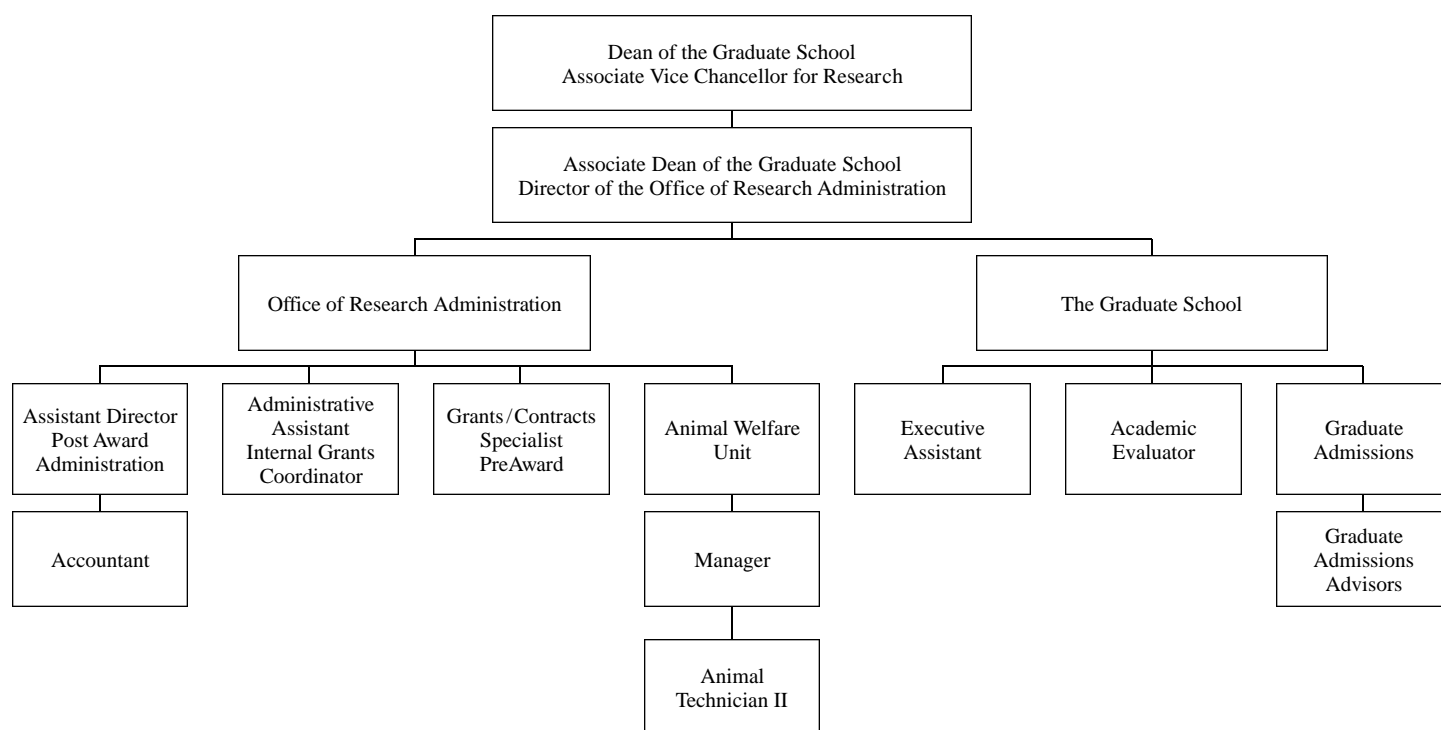 Dean of the Graduate School
Associate Vice Chancellor for Research
Associate Dean of the Graduate School
Director of the Office of Research Administration
Office of Research Administration
The Graduate School
Assistant Director
Post Award
Administration
Administrative
Assistant
Internal Grants
Coordinator
Grants/Contracts
Specialist
PreAward
Animal Welfare
Unit
Executive
Assistant
Academic
Evaluator
Graduate
Admissions
Accountant
Manager
Graduate
Admissions
Advisors
Animal
Technician II